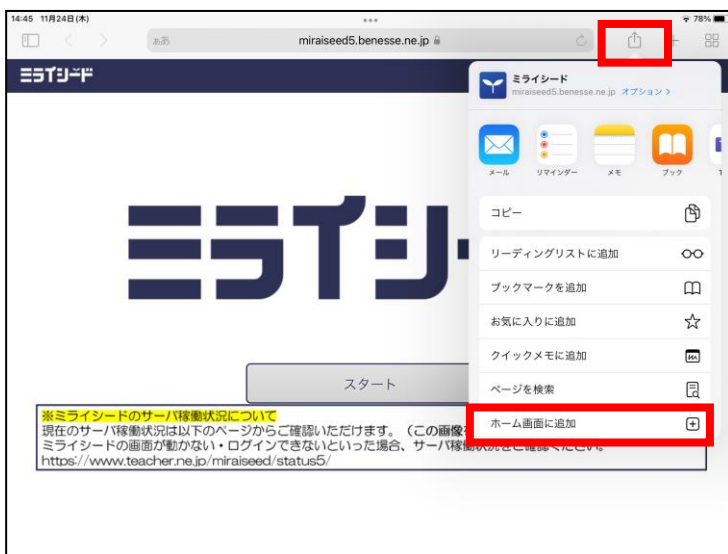 14:45 11月24日(木)
78%
ああ
miraiseed5.benesse.ne.jp
ミライシード
ミライシード
miraiseed5.benesse.ne.jp オプション >
メール
リマインダー
メモ
ブック
コピー
リーディングリストに追加
ブックマークを追加
お気に入りに追加
クイックメモに追加
ページを検索
ホーム画面に追加
ミライシ
スタート
※ミライシードのサーバ稼働状況について
現在のサーバ稼働状況は以下のページからご確認いただけます。（この画像を
ミライシードの画面が動かない・ログインできないといった場合、サーバ稼働状況をご確認ください。
https://www.teacher.ne.jp/miraiseed/status5/